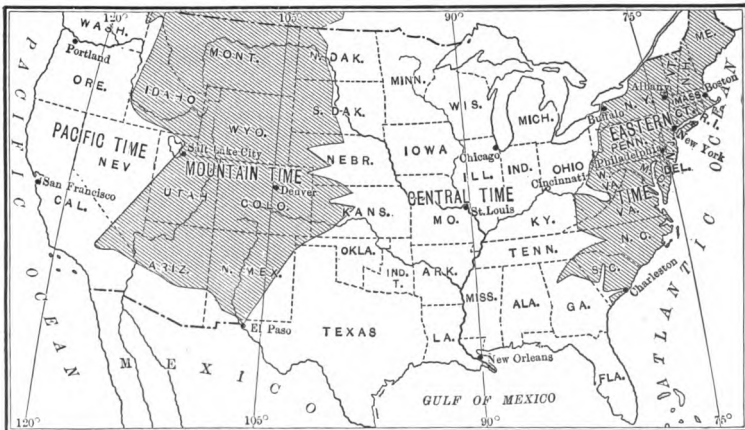 120°
105°
90°
75°
WASH.
Portland
ORE.
MONT.
IDAHO
WYO.
N. DAK.
S. DAK.
MINN.
WIS.
MICH.
ME.
VT.
N.H.
Albany
MASS.
Boston
Buffalo
N.Y.
CT.
R.I.
New York
EASTERN
PENN.
Philadelphia
DEL.
PACIFIC TIME
NEV
Salt Lake City
MOUNTAIN TIME
NEBR.
IOWA
Chicago
ILL.
IND.
OHIO
Cincinnati
W. VA.
San Francisco
CAL.
UTAH
COLO.
Denver
KANS.
CENTRAL TIME
MO.
St. Louis
KY.
TIME
VA.
N.C.
ARIZ.
N. MEX.
OKLA.
IND. T.
ARK.
TENN.
S.C.
Charleston
El Paso
TEXAS
LA.
MISS.
ALA.
GA.
New Orleans
FLA.
PACIFIC
OCEAN
MEXICO
GULF OF MEXICO
ATLANTIC OCEAN
120°
105°
90°
75°